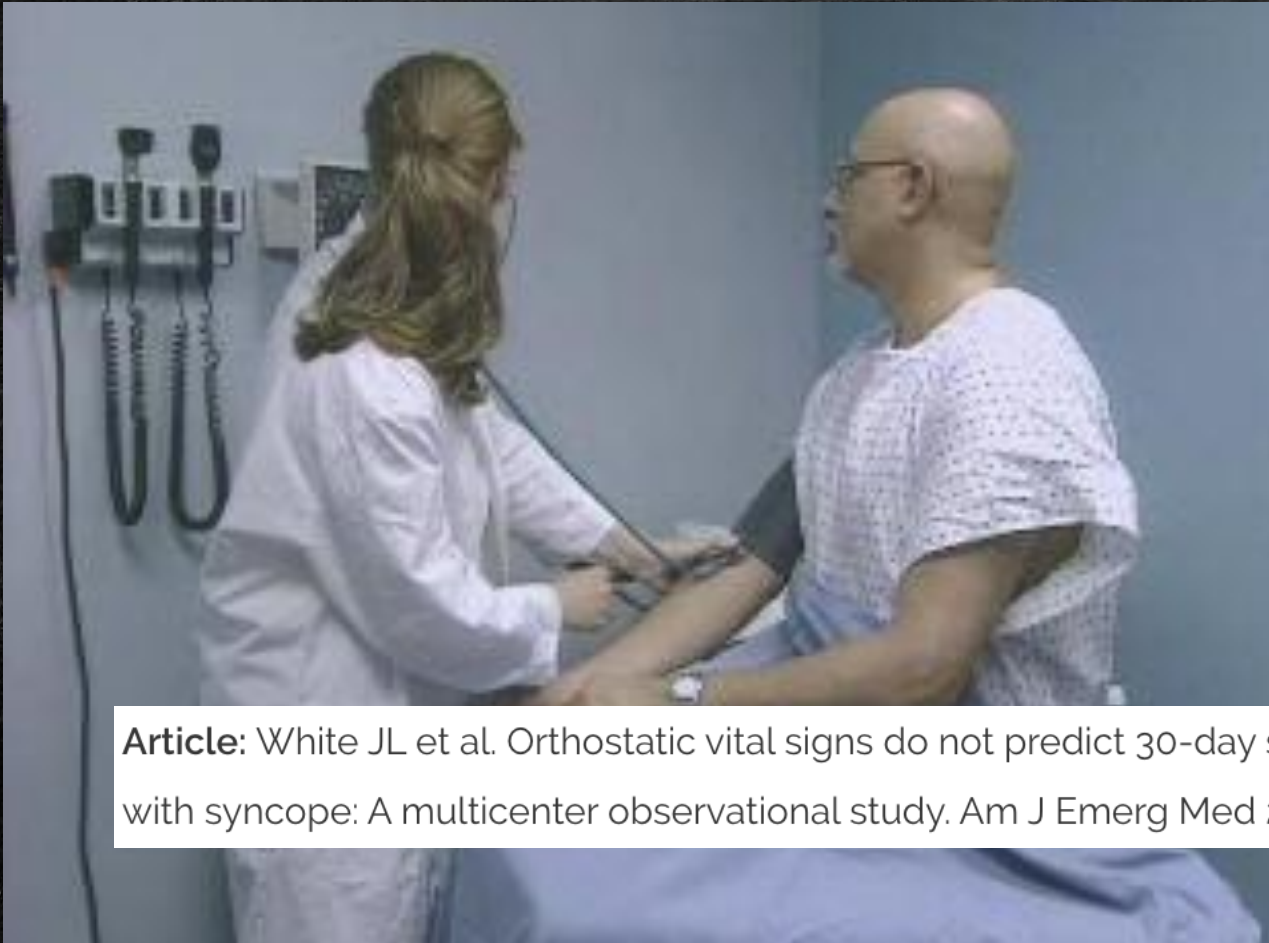 Article: White JL et al. Orthostatic vital signs do not predict 30-day
with syncope: A multicenter observational study. Am J Emerg Med